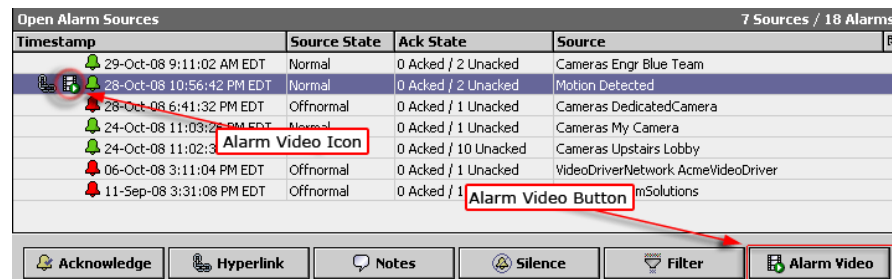 Open Alarm Sources 7 Sources / 18 Alarms
Timestamp Source State Ack State Source
29-Oct-08 9:11:02 AM EDT Normal 0 Acked / 2 Unacked Cameras Engr Blue Team
28-Oct-08 10:56:42 PM EDT Normal 0 Acked / 2 Unacked Motion Detected
28-Oct-08 6:41:32 PM EDT Offnormal 0 Acked / 1 Unacked Cameras DedicatedCamera
24-Oct-08 11:03:26 PM EDT Normal 0 Acked / 1 Unacked Cameras My Camera
Alarm Video Icon
24-Oct-08 11:02:3 0 Acked / 10 Unacked Cameras Upstairs Lobby
06-Oct-08 3:11:04 PM EDT Offnormal 0 Acked / 1 Unacked VideoDriverNetwork AcmeVideoDriver
11-Sep-08 3:31:08 PM EDT Offnormal 0 Acked / 1 mSolutions
Alarm Video Button
Acknowledge Hyperlink Notes Silence Filter Alarm Video